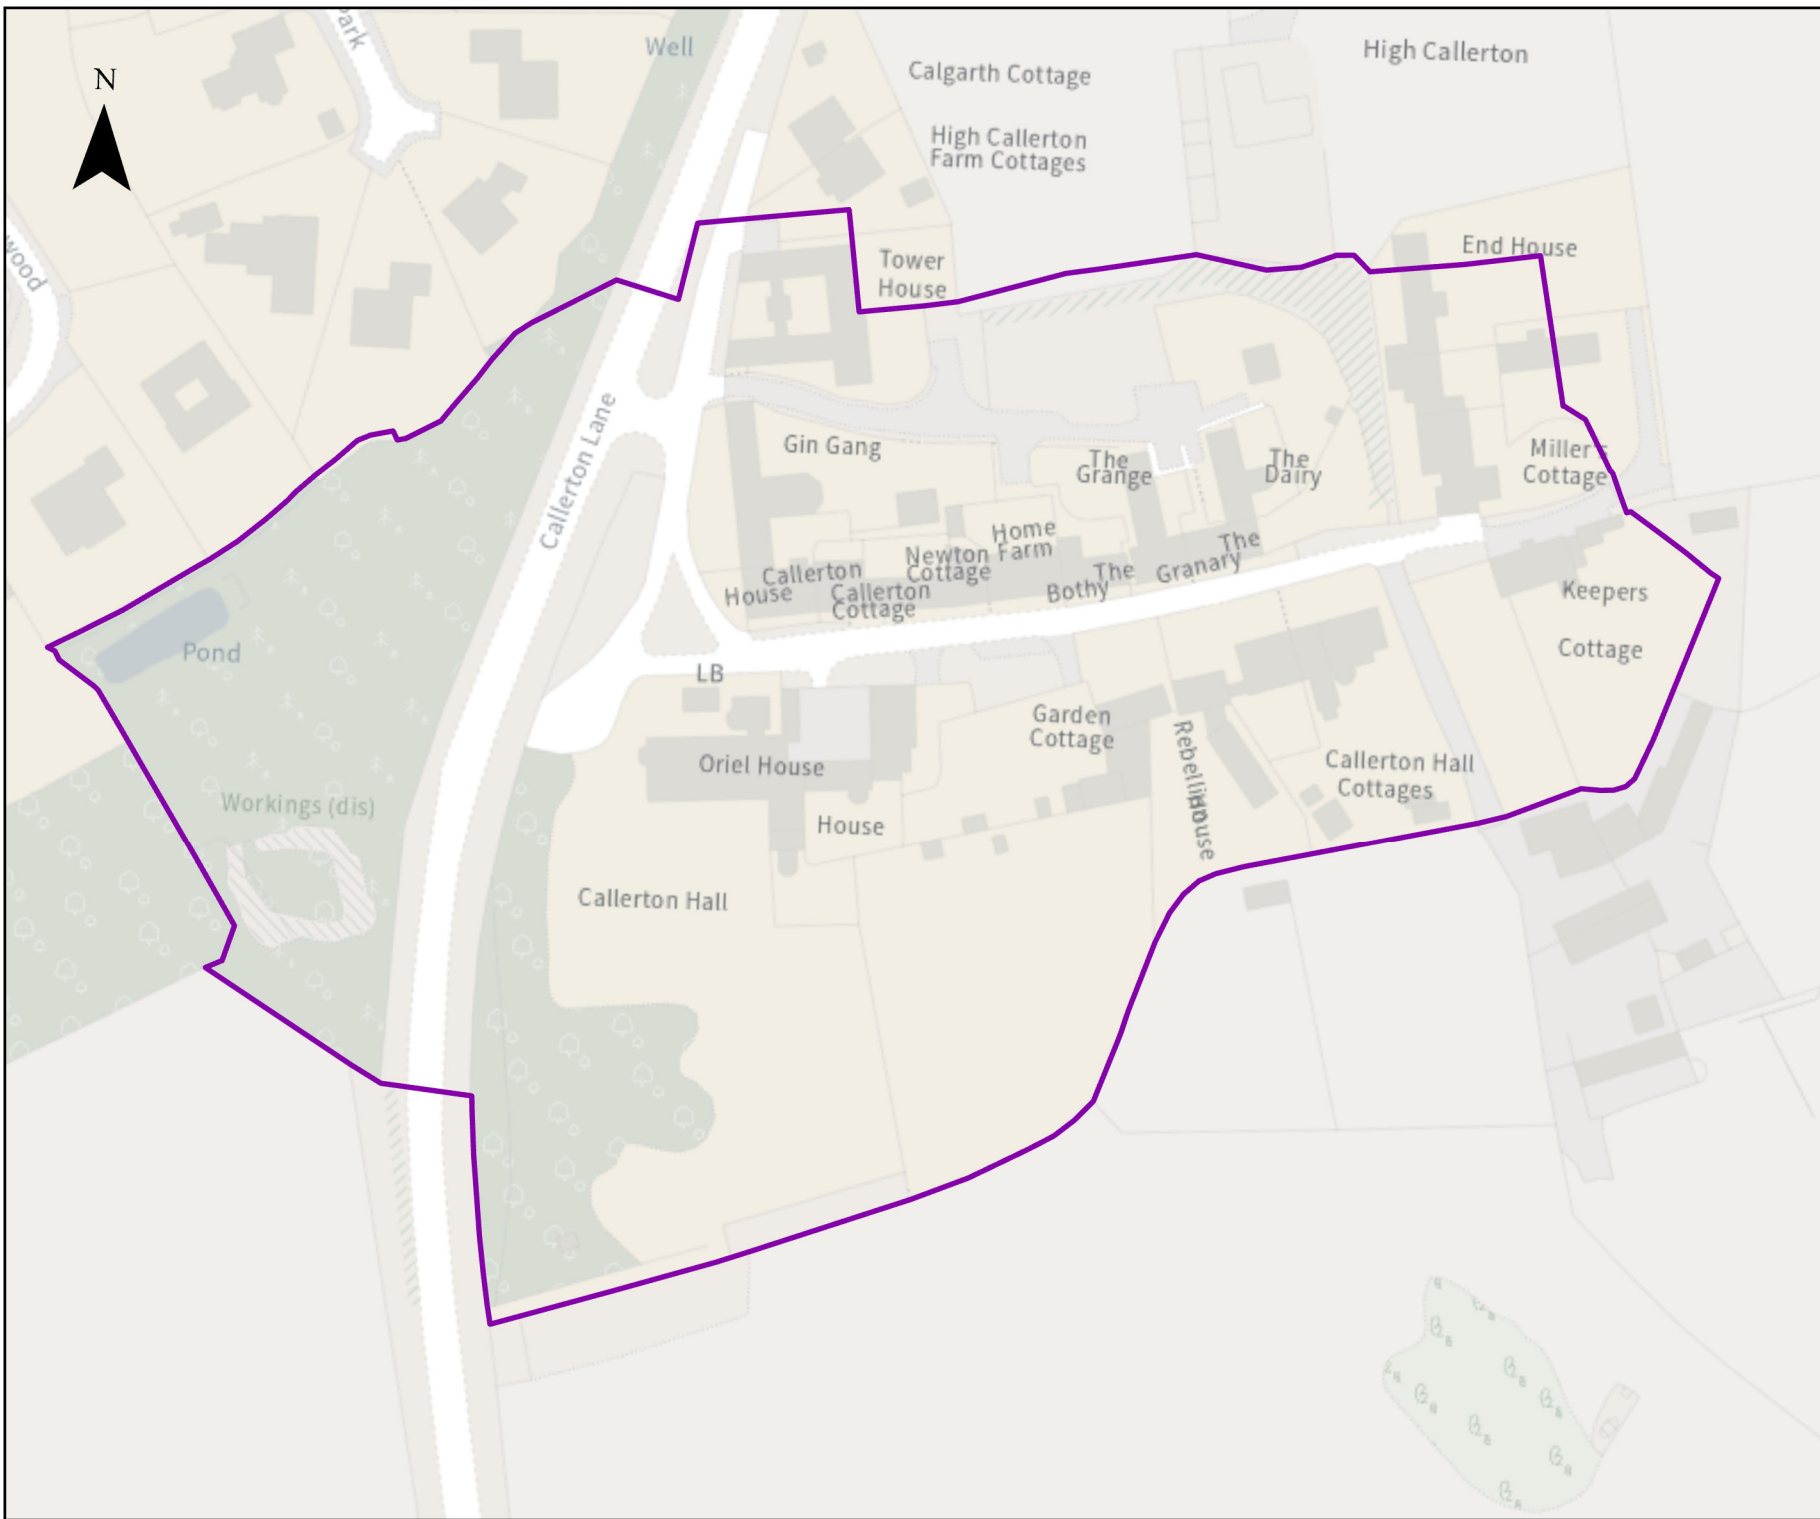 ark
Well
Calgarth Cottage
High Callerton
N
High Callerton
Farm Cottages
wood
Tower
House
End House
Callerton Lane
Gin Gang
The
Grange
The
Dairy
Miller's
Cottage
Home
Farm
Newton
Cottage
The
Granary
The
Bothy
Callerton
House
Callerton
Cottage
Keepers
Cottage
Pond
LB
Garden
Cottage
Rebellion
House
Oriel House
Callerton Hall
Cottages
Workings (dis)
House
Callerton Hall